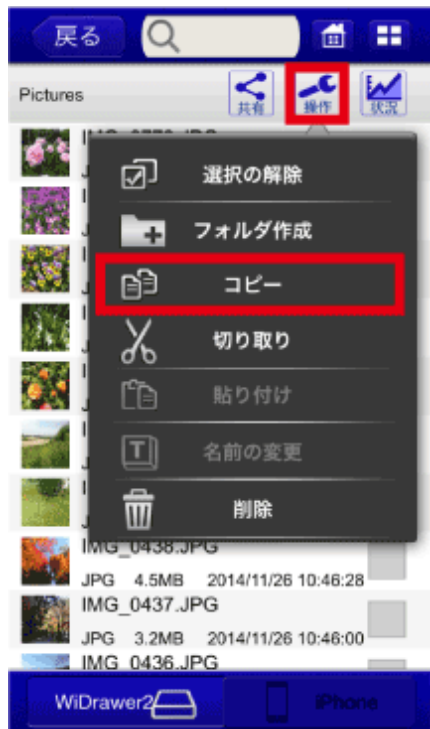 戻る
Pictures
共有
操作
状況
選択の解除
フォルダ作成
コピー
切り取り
貼り付け
名前の変更
削除
IMG_0438.JPG
JPG 4.5MB 2014/11/26 10:46:28
IMG_0437.JPG
JPG 3.2MB 2014/11/26 10:46:00
IMG_0436.JPG
WiDrawer2
iPhone